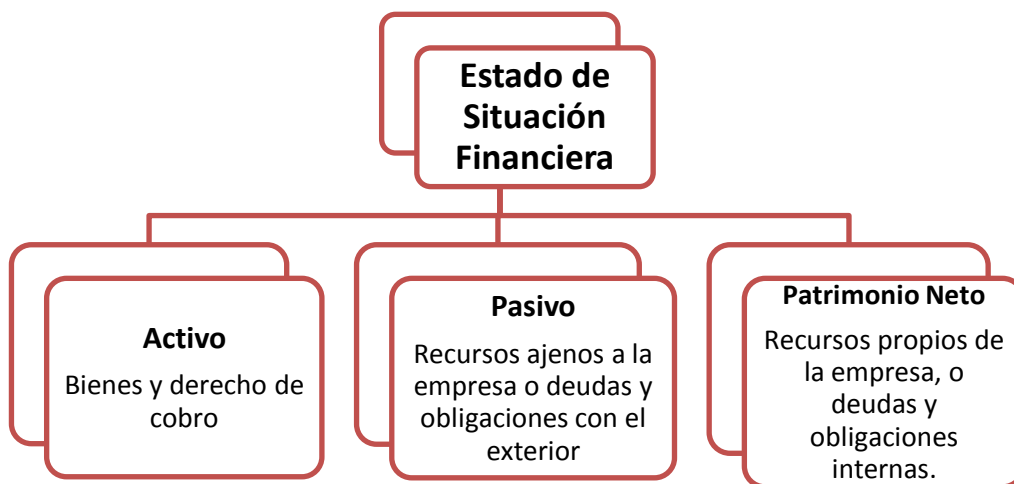 Estado de
Situación
Financiera
Activo
Bienes y derecho de
cobro
Pasivo
Recursos ajenos a la
empresa o deudas y
obligaciones con el
exterior
Patrimonio Neto
Recursos propios de
la empresa, o
deudas y
obligaciones
internas.